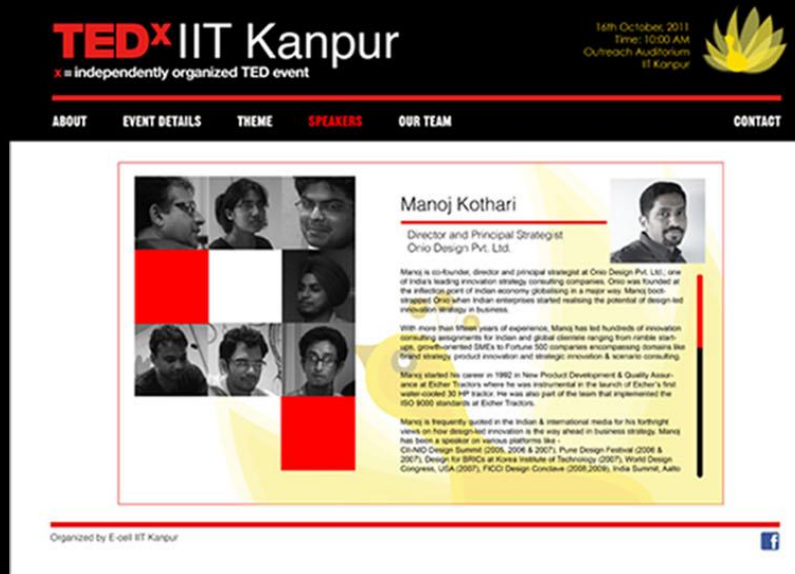 TEDx IIT Kanpur
x = independently organized TED event
16th October, 2011
Time: 10:00 AM
Outreach Auditorium
IIT Kanpur
ABOUT EVENT DETAILS THEME SPEAKERS OUR TEAM CONTACT
Manoj Kothari
Director and Principal Strategist
Onio Design Pvt. Ltd.
Manoj is co-founder, director and principal strategist at Onio Design Pvt. Ltd.; one
of India's leading innovation strategy consulting companies. Onio was founded at
the inflection point of Indian economy globalising in a major way. Manoj boot-
strapped Onio when Indian enterprises started realising the potential of design-led
innovation strategy in business.
With more than fifteen years of experience, Manoj has led hundreds of innovation
consulting assignments for Indian and global clientele ranging from nimble start-
ups, growth-oriented SMEs to Fortune 500 companies encompassing domains like
brand strategy, product innovation and strategic innovation & scenario consulting.
Manoj started his career in 1992 in New Product Development & Quality Assur-
ance at Eicher Tractors where he was instrumental in the launch of Eicher's first
water-cooled 30 HP tractor. He was also part of the team that implemented the
ISO 9000 standards at Eicher Tractors.
Manoj is frequently quoted in the Indian & international media for his forthright
views on how design-led innovation is the way ahead in business strategy. Manoj
has been a speaker on various platforms like -
CII-NID Design Summit (2005, 2006 & 2007), Pune Design Festival (2006 &
2007), Design for BRICs at Korea Institute of Technology (2007), World Design
Congress, USA (2007), FICCI Design Conclave (2008,2009), India Summit, Aalto
Organized by E-cell IIT Kanpur
f